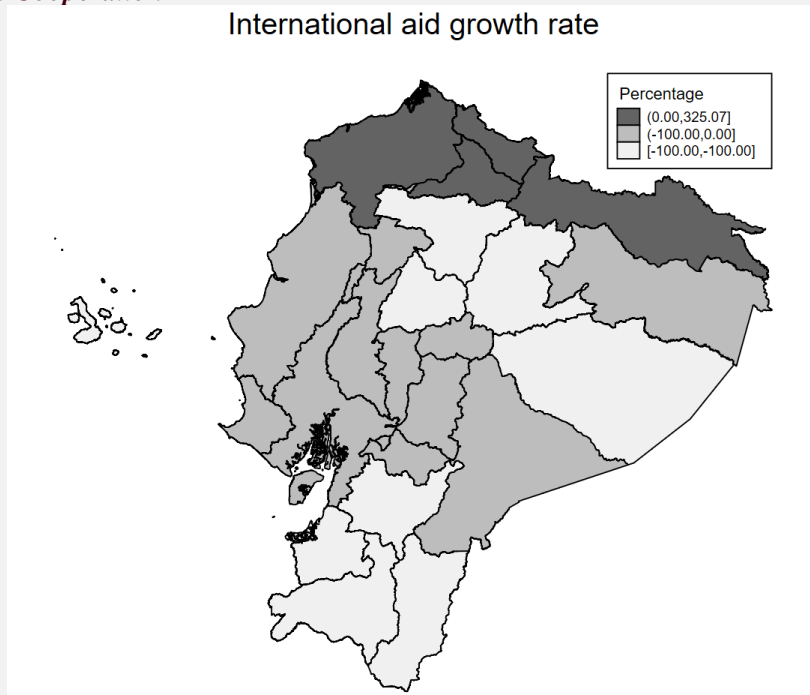 International aid growth rate
Percentage
(0.00,325.07]
(-100.00,0.00]
[-100.00,-100.00]